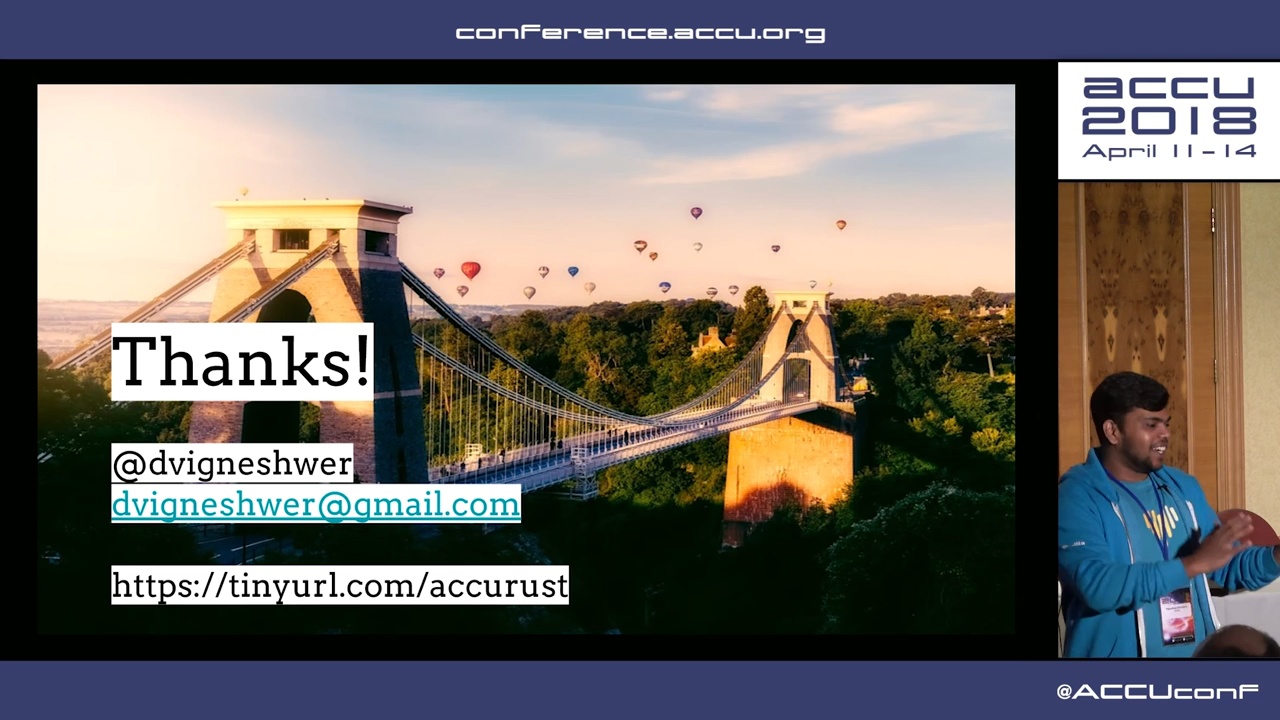 conference.accu.org
accu
2018
April 11-14
Thanks!
@dvigneshwer
dvigneshwer@gmail.com
https://tinyurl.com/accurust
@ACCUconf